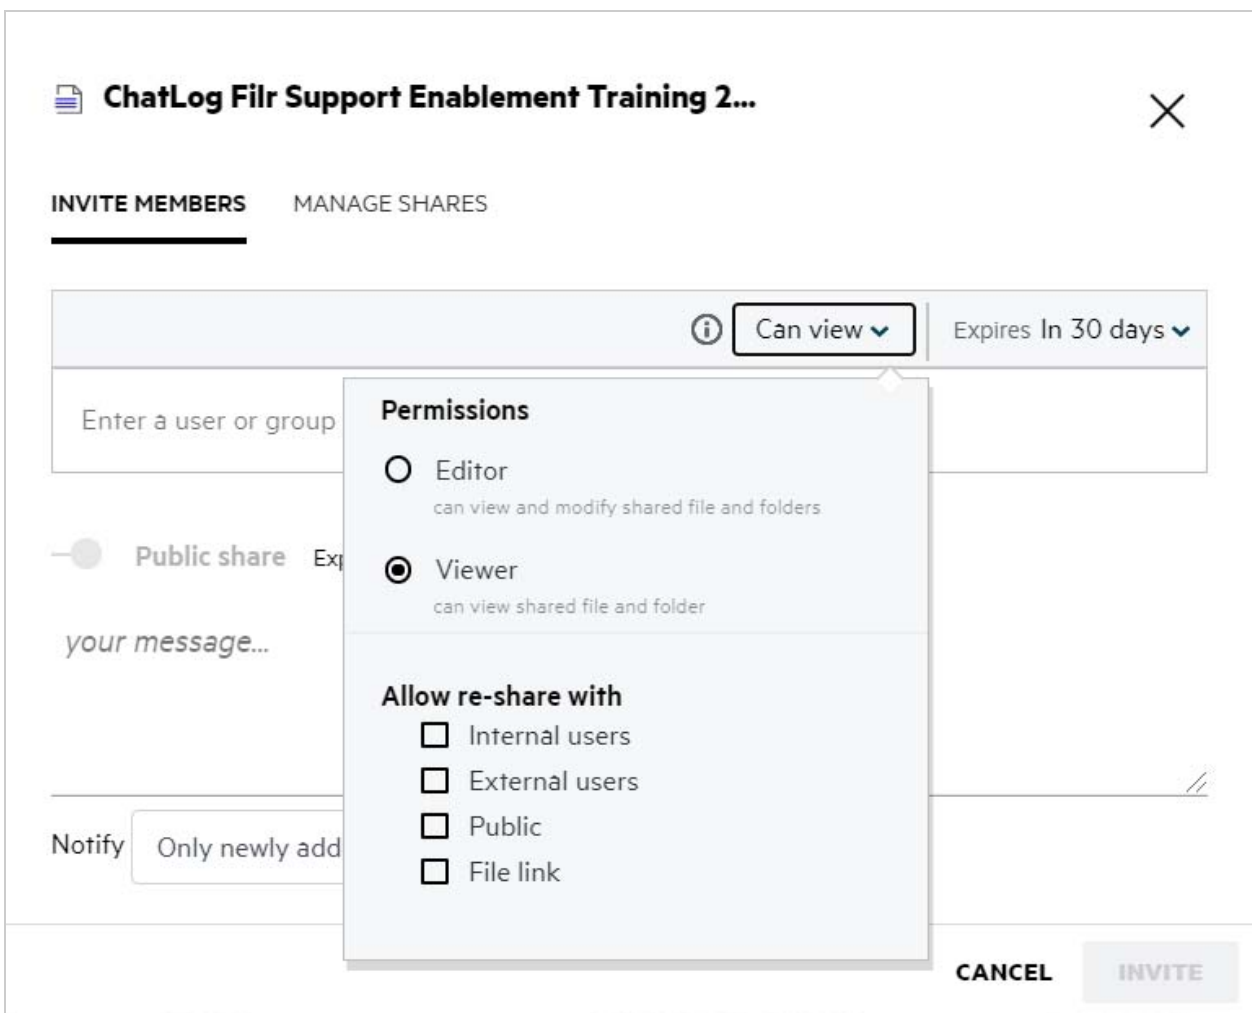 ChatLog Filr Support Enablement Training 2...
INVITE MEMBERS MANAGE SHARES
Can view Expires In 30 days
Enter a user or group
Permissions
Editor
can view and modify shared file and folders
Public share
Viewer
can view shared file and folder
your message...
Allow re-share with
Internal users
External users
Public
File link
Notify Only newly add
CANCEL INVITE